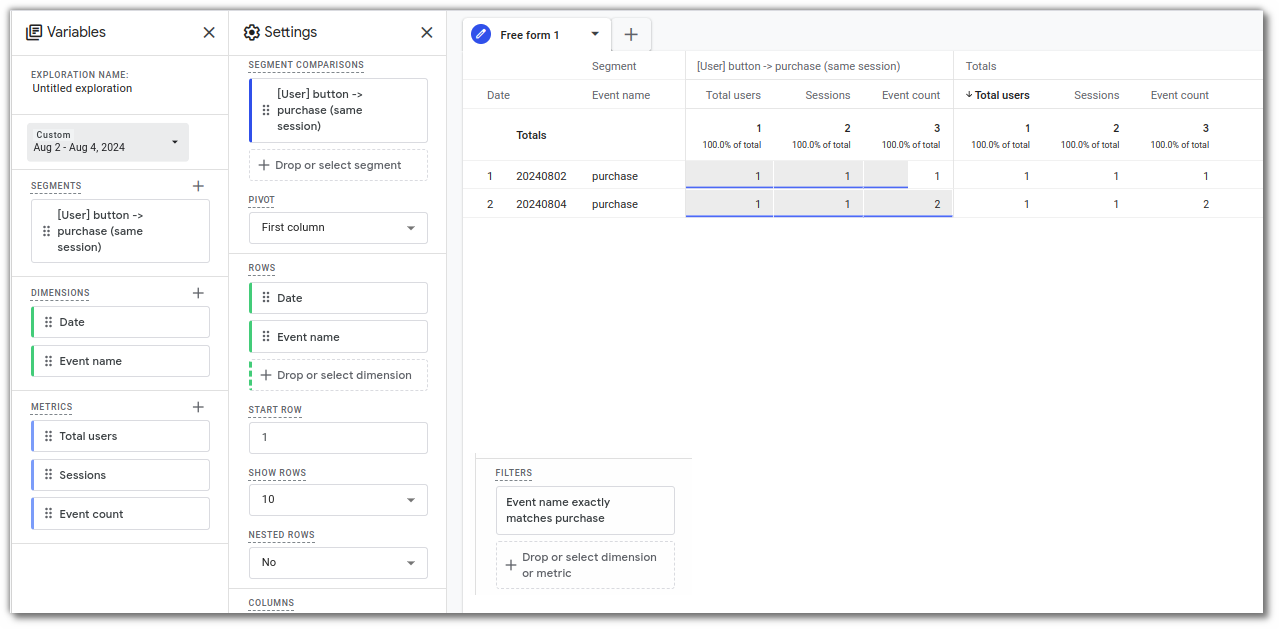 Variables
EXPLORATION NAME:
Untitled exploration
Custom
Aug 2 - Aug 4, 2024
SEGMENTS
[User] button ->
purchase (same
session)
DIMENSIONS
Date
Event name
METRICS
Total users
Sessions
Event count
Settings
SEGMENT COMPARISONS
[User] button ->
purchase (same
session)
Drop or select segment
PIVOT
First column
ROWS
Date
Event name
Drop or select dimension
START ROW
1
SHOW ROWS
10
NESTED ROWS
No
COLUMNS
Free form 1
Segment [User] button -> purchase (same session) Totals
Date Event name Total users Sessions Event count ↓ Total users Sessions Event count
Totals 1 2 3 1 2 3
100.0% of total 100.0% of total 100.0% of total 100.0% of total 100.0% of total 100.0% of total
1 20240802 purchase 1 1 1 1 1 1
2 20240804 purchase 1 1 2 1 1 2
FILTERS
Event name exactly
matches purchase
Drop or select dimension
or metric